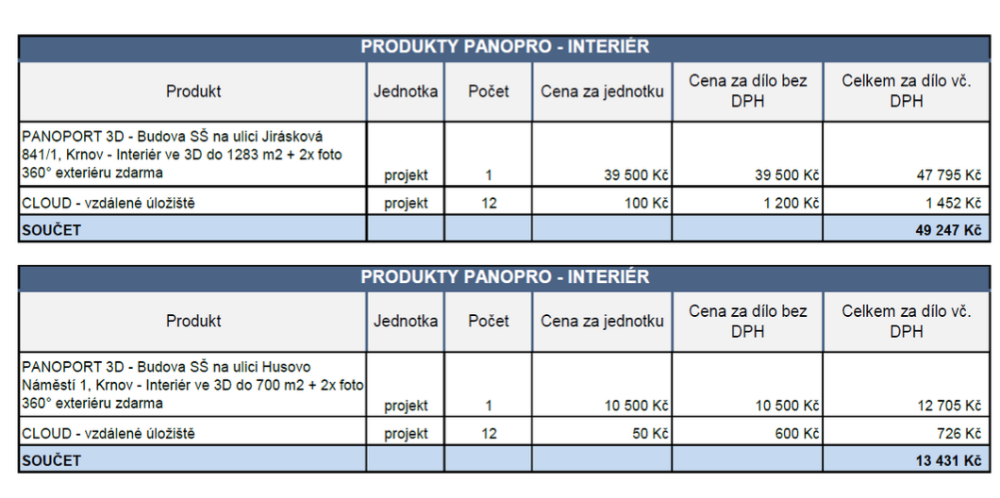 PRODUKTY PANOPRO - INTERIÉR
Produkt Jednotka Počet Cena za jednotku Cena za dílo bez DPH Celkem za dílo vč. DPH
PANOPORT 3D - Budova SŠ na ulici Jirásková
841/1, Krnov - Interiér ve 3D do 1283 m2 + 2x foto
360° exteriéru zdarma projekt 1 39 500 Kč 39 500 Kč 47 795 Kč
CLOUD - vzdálené úložiště projekt 12 100 Kč 1 200 Kč 1 452 Kč
SOUČET 49 247 Kč
PRODUKTY PANOPRO - INTERIÉR
Produkt Jednotka Počet Cena za jednotku Cena za dílo bez DPH Celkem za dílo vč. DPH
PANOPORT 3D - Budova SŠ na ulici Husovo
Náměstí 1, Krnov - Interiér ve 3D do 700 m2 + 2x foto
360° exteriéru zdarma projekt 1 10 500 Kč 10 500 Kč 12 705 Kč
CLOUD - vzdálené úložiště projekt 12 50 Kč 600 Kč 726 Kč
SOUČET 13 431 Kč